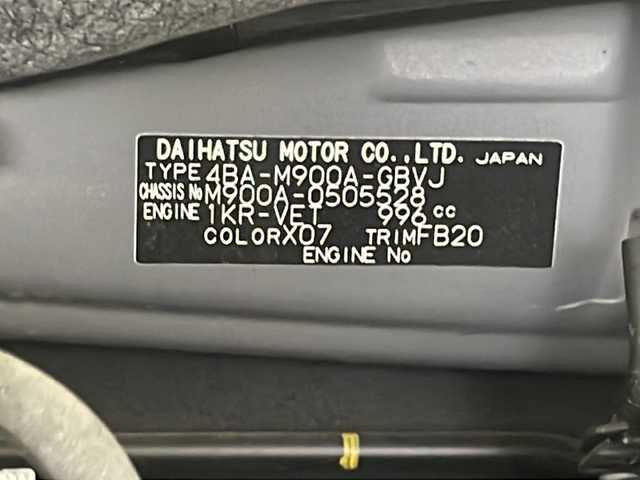 DAIHATSU MOTOR CO.,LTD. JAPAN
TYPE 4BA-M900A-GBVJ
CHASSIS No M900A-0505528
ENGINE 1KR-VET 996 cc
COLOR X07 TRIM FB20
ENGINE No